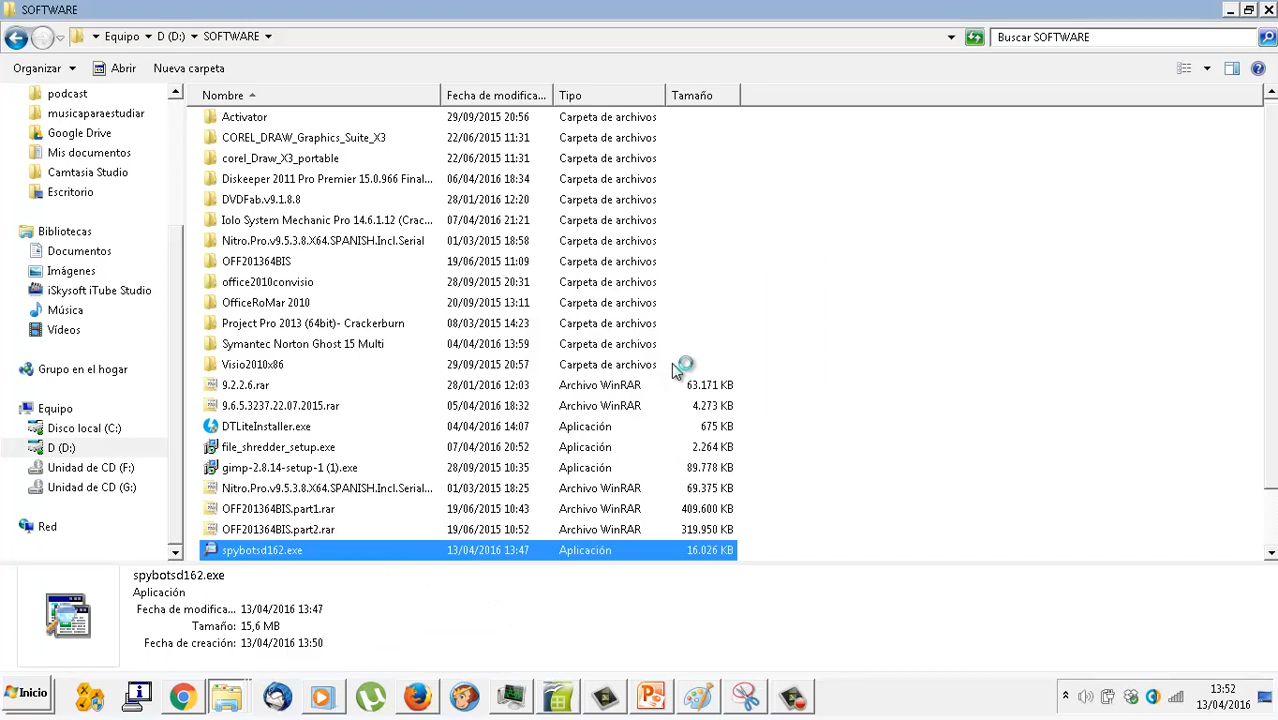 SOFTWARE
Equipo D (D:) SOFTWARE
Buscar SOFTWARE
Organizar Abrir Nueva carpeta
podcast
musicaparaestudiar
Google Drive
Mis documentos
Camtasia Studio
Escritorio
Bibliotecas
Documentos
Imágenes
iSkysoft iTube Studio
Música
Vídeos
Grupo en el hogar
Equipo
Disco local (C:)
D (D:)
Unidad de CD (F:)
Unidad de CD (G:)
Red
Nombre Fecha de modifica... Tipo Tamaño
Activator 29/09/2015 20:56 Carpeta de archivos
COREL_DRAW_Graphics_Suite_X3 22/06/2015 11:31 Carpeta de archivos
corel_Draw_X3_portable 22/06/2015 11:31 Carpeta de archivos
Diskeeper 2011 Pro Premier 15.0.966 Final... 06/04/2016 18:34 Carpeta de archivos
DVDFab.v9.1.8.8 28/01/2016 12:20 Carpeta de archivos
Iolo System Mechanic Pro 14.6.1.12 (Crac... 07/04/2016 21:21 Carpeta de archivos
Nitro.Pro.v9.5.3.8.X64.SPANISH.Incl.Serial 01/03/2015 18:58 Carpeta de archivos
OFF201364BIS 19/06/2015 11:09 Carpeta de archivos
office2010convisio 28/09/2015 20:31 Carpeta de archivos
OfficeRoMar 2010 20/09/2015 13:11 Carpeta de archivos
Project Pro 2013 (64bit)- Crackerburn 08/03/2015 14:23 Carpeta de archivos
Symantec Norton Ghost 15 Multi 04/04/2016 13:59 Carpeta de archivos
Visio2010x86 29/09/2015 20:57 Carpeta de archivos
9.2.2.6.rar 28/01/2016 12:03 Archivo WinRAR 63.171 KB
9.6.5.3237.22.07.2015.rar 05/04/2016 18:32 Archivo WinRAR 4.273 KB
DTLiteInstaller.exe 04/04/2016 14:07 Aplicación 675 KB
file_shredder_setup.exe 07/04/2016 20:52 Aplicación 2.264 KB
gimp-2.8.14-setup-1 (1).exe 28/09/2015 10:35 Aplicación 89.778 KB
Nitro.Pro.v9.5.3.8.X64.SPANISH.Incl.Serial... 01/03/2015 18:25 Archivo WinRAR 69.375 KB
OFF201364BIS.part1.rar 19/06/2015 10:43 Archivo WinRAR 409.600 KB
OFF201364BIS.part2.rar 19/06/2015 10:52 Archivo WinRAR 319.950 KB
spybotsd162.exe 13/04/2016 13:47 Aplicación 16.026 KB
spybotsd162.exe
Aplicación
Fecha de modifica... 13/04/2016 13:47
Tamaño: 15,6 MB
Fecha de creación: 13/04/2016 13:50
Inicio
13:52
13/04/2016